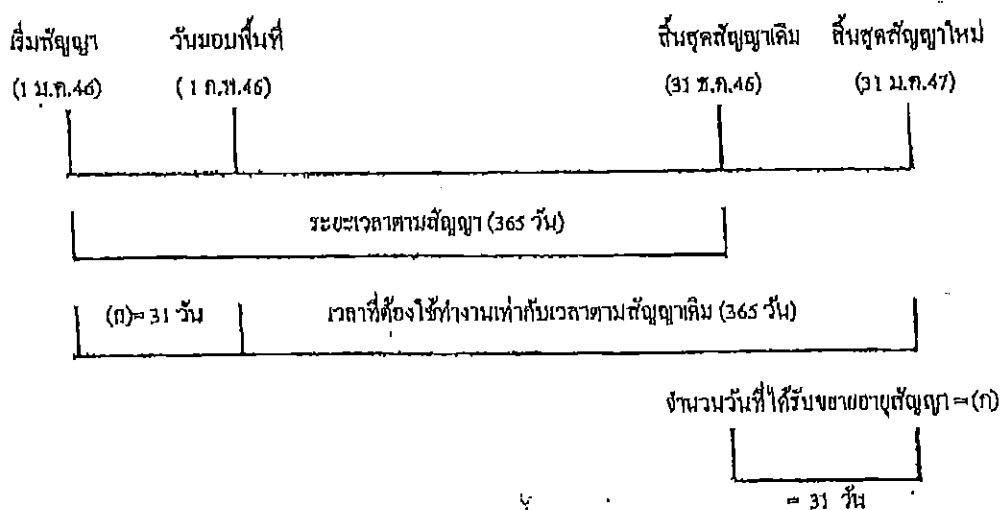 เริ่มสัญญา วันมอบพื้นที่ สิ้นสุดสัญญาเดิม สิ้นสุดสัญญาใหม่
(1 ม.ค.46) (1 ก.พ.46) (31 ธ.ค.46) (31 ม.ค.47)
ระยะเวลาตามสัญญา (365 วัน)
(ก)= 31 วัน เวลาที่ต้องใช้ทำงานเท่ากับเวลาตามสัญญาเดิม (365 วัน)
จำนวนวันที่ได้รับขยายอายุสัญญา = (ก)
= 31 วัน